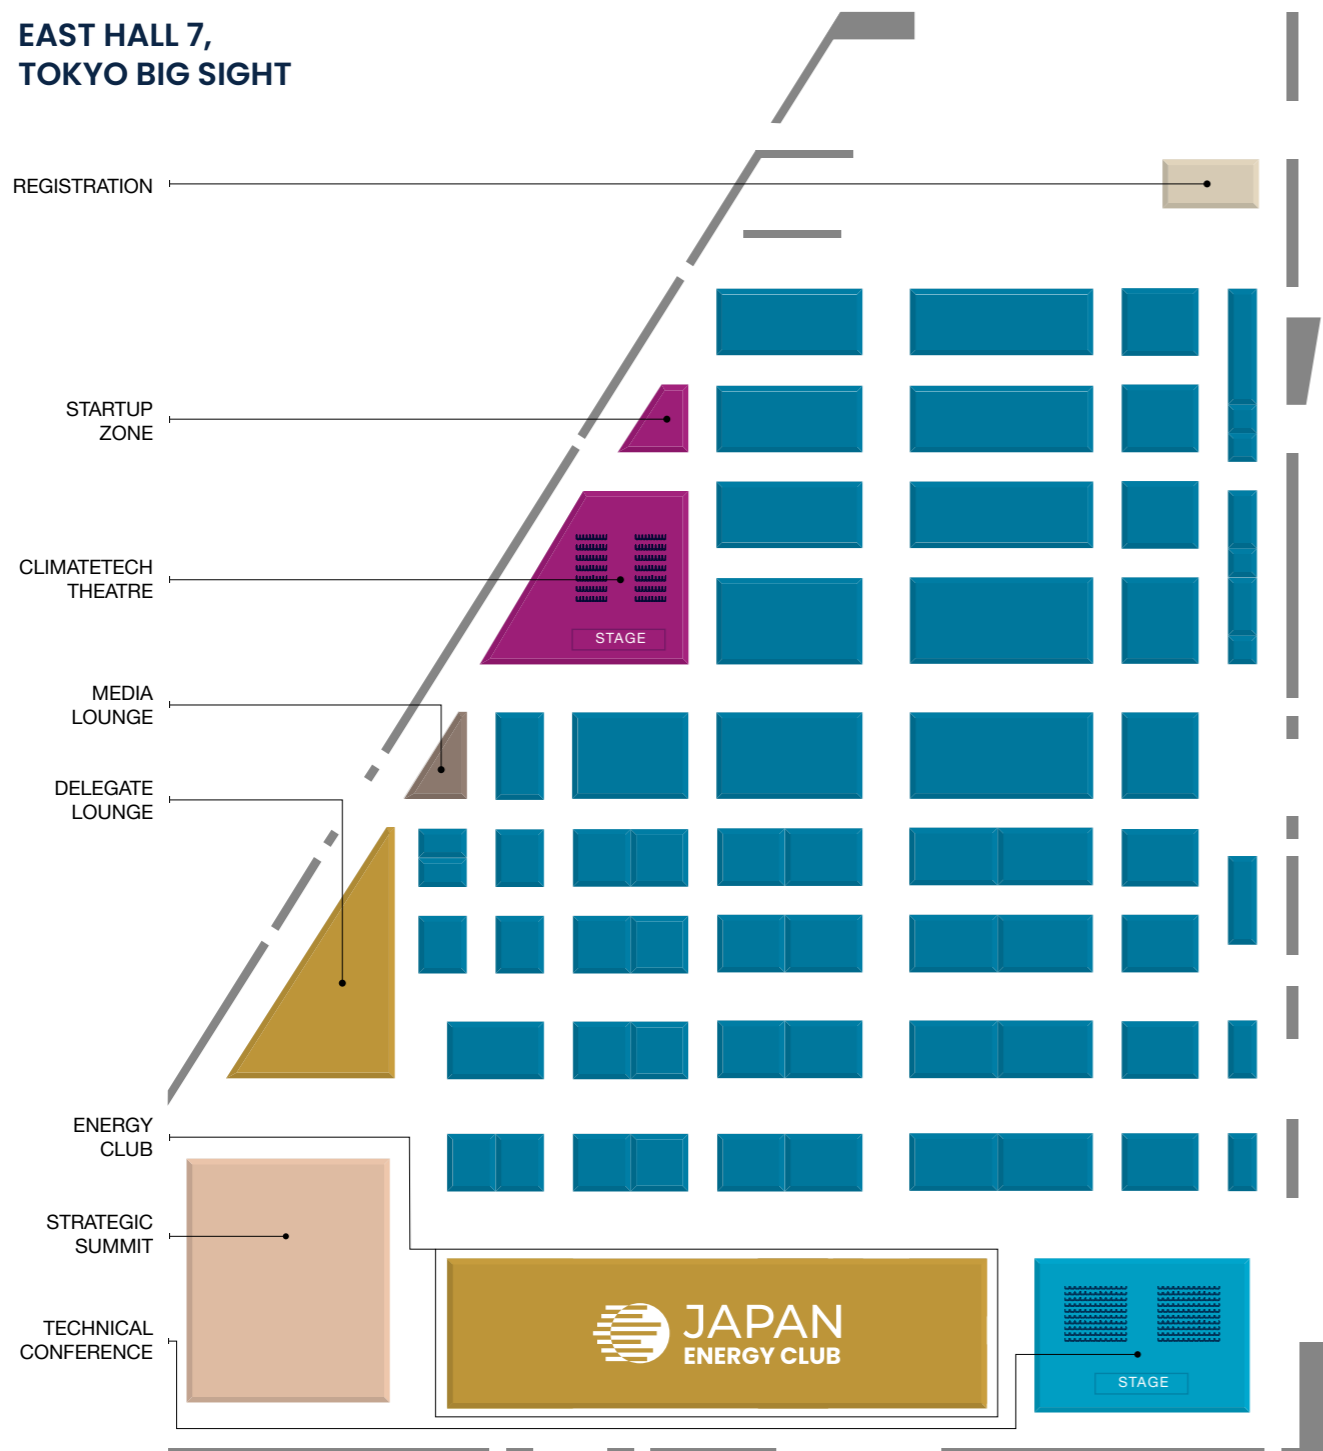 EAST HALL 7,
TOKYO BIG SIGHT
REGISTRATION
STARTUP
ZONE
CLIMATETECH
THEATRE
STAGE
MEDIA
LOUNGE
DELEGATE
LOUNGE
ENERGY
CLUB
STRATEGIC
SUMMIT
TECHNICAL
CONFERENCE
JAPAN
ENERGY CLUB
STAGE